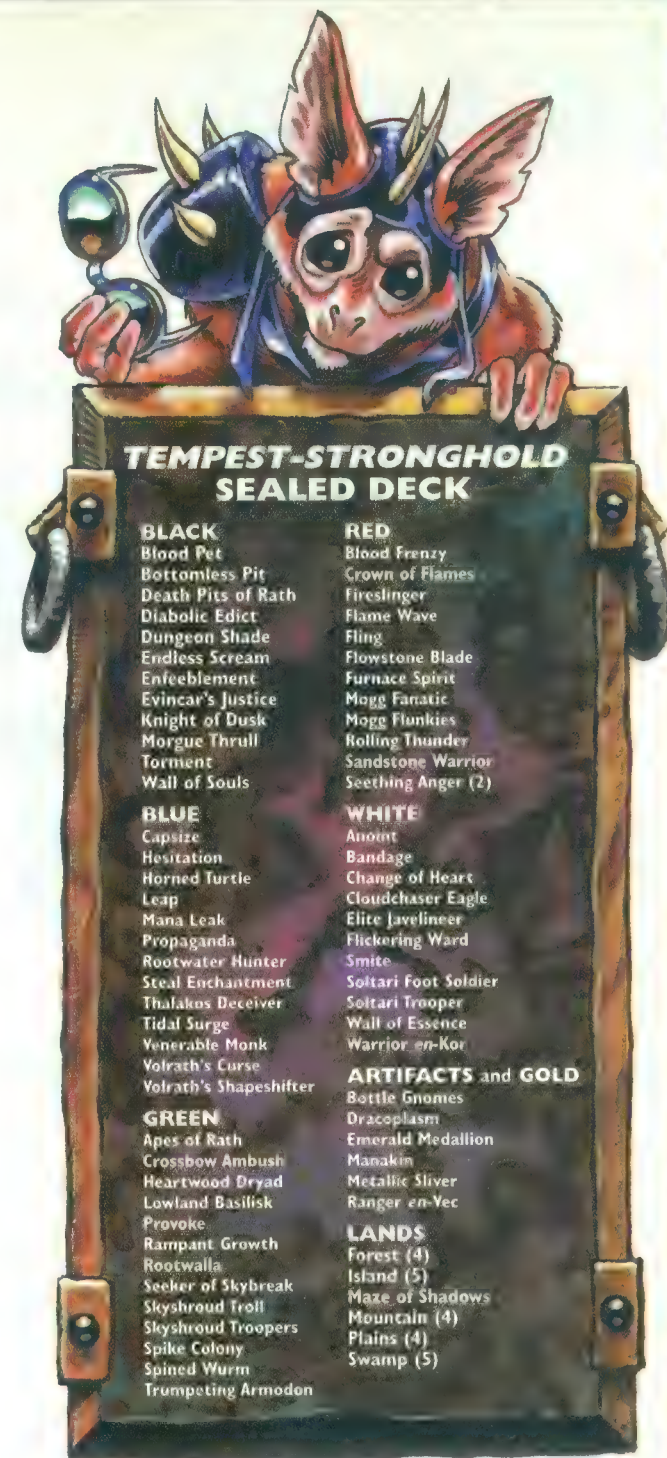 TEMPEST-STRONGHOLD
SEALED DECK
BLACK
Blood Pet
Bottomless Pit
Death Pits of Rath
Diabolic Edict
Dungeon Shade
Endless Scream
Enfeeblement
Evincar's Justice
Knight of Dusk
Morgue Thrull
Torment
Wall of Souls
BLUE
Capsize
Hesitation
Horned Turtle
Leap
Mana Leak
Propaganda
Rootwater Hunter
Steal Enchantment
Thalakos Deceiver
Tidal Surge
Venerable Monk
Volrath's Curse
Volrath's Shapeshifter
GREEN
Apes of Rath
Crossbow Ambush
Heartwood Dryad
Lowland Basilisk
Provoke
Rampant Growth
Rootwalla
Seeker of Skybreak
Skyshroud Troll
Skyshroud Troopers
Spike Colony
Spined Wurm
Trumpeting Armodon
RED
Blood Frenzy
Crown of Flames
Fireslinger
Flame Wave
Fling
Flowstone Blade
Furnace Spirit
Mogg Fanatic
Mogg Flunkies
Rolling Thunder
Sandstone Warrior
Seething Anger (2)
WHITE
Anoint
Bandage
Change of Heart
Cloudchaser Eagle
Elite Javelineer
Flickering Ward
Smite
Soltari Foot Soldier
Soltari Trooper
Wall of Essence
Warrior en-Kor
ARTIFACTS and GOLD
Bottle Gnomes
Dracoplasm
Emerald Medallion
Manakin
Metallic Sliver
Ranger en-Vec
LANDS
Forest (4)
Island (5)
Maze of Shadows
Mountain (4)
Plains (4)
Swamp (5)